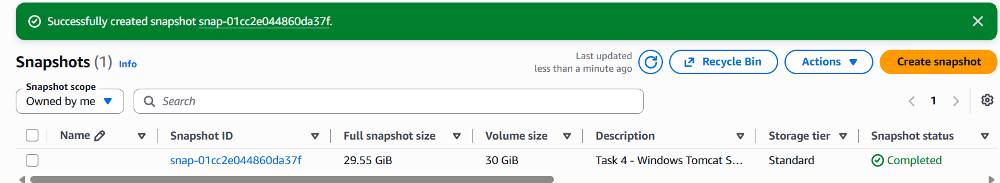 Successfully created snapshot snap-01cc2e044860da37f.
Snapshots (1) Info
Last updated
less than a minute ago
Recycle Bin
Actions
Create snapshot
Snapshot scope
Owned by me
Search
1
Name Snapshot ID Full snapshot size Volume size Description Storage tier Snapshot status
snap-01cc2e044860da37f 29.55 GiB 30 GiB Task 4 - Windows Tomcat S... Standard Completed